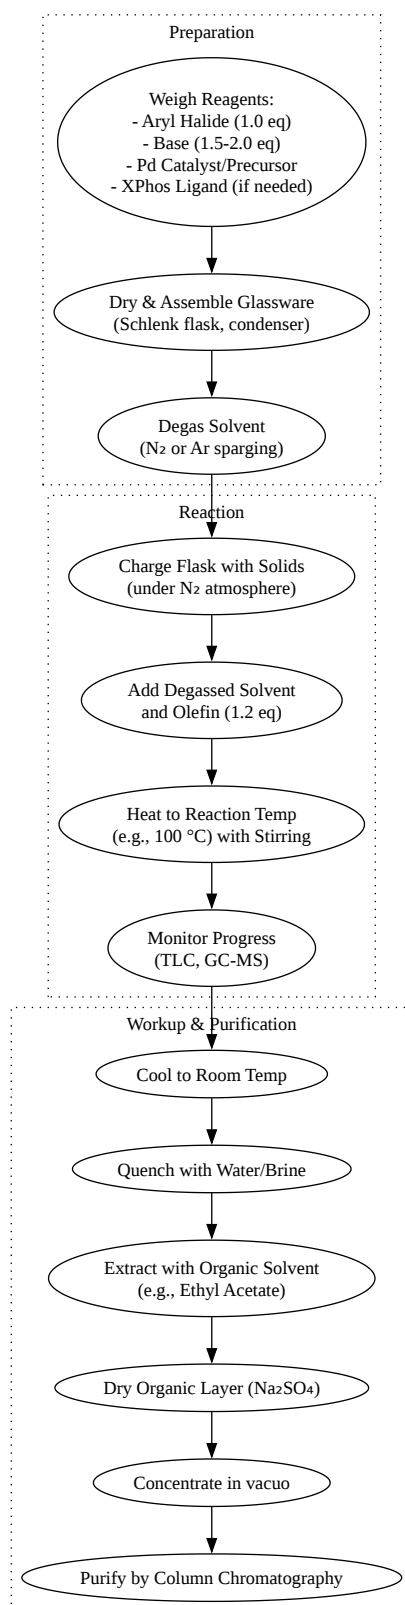 Preparation
Weigh Reagents:
- Aryl Halide (1.0 eq)
- Base (1.5-2.0 eq)
- Pd Catalyst/Precursor
- XPhos Ligand (if needed)
Dry & Assemble Glassware
(Schlenk flask, condenser)
Degas Solvent
(N₂ or Ar sparging)
Reaction
Charge Flask with Solids
(under N₂ atmosphere)
Add Degassed Solvent
and Olefin (1.2 eq)
Heat to Reaction Temp
(e.g., 100 °C) with Stirring
Monitor Progress
(TLC, GC-MS)
Workup & Purification
Cool to Room Temp
Quench with Water/Brine
Extract with Organic Solvent
(e.g., Ethyl Acetate)
Dry Organic Layer (Na₂SO₄)
Concentrate in vacuo
Purify by Column Chromatography